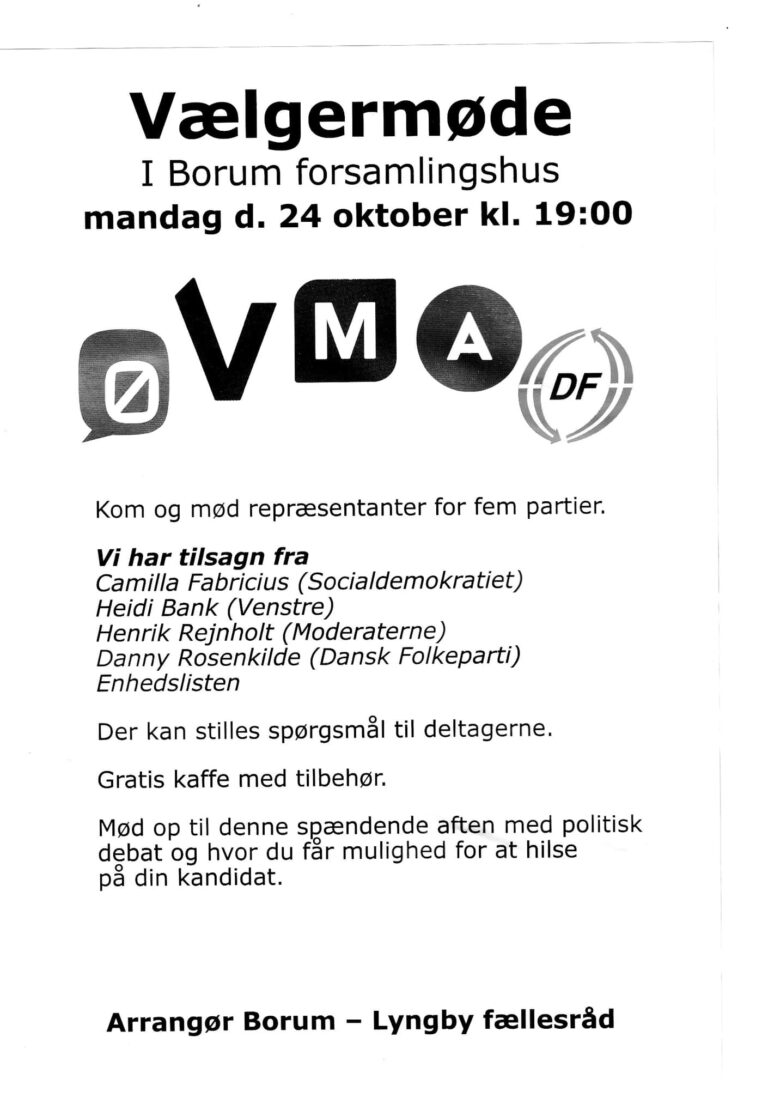 Vælgermøde
I Borum forsamlingshus
mandag d. 24 oktober kl. 19:00
Ø V M A DF
Kom og mød repræsentanter for fem partier.
Vi har tilsagn fra
Camilla Fabricius (Socialdemokratiet)
Heidi Bank (Venstre)
Henrik Rejnholt (Moderaterne)
Danny Rosenkilde (Dansk Folkeparti)
Enhedslisten
Der kan stilles spørgsmål til deltagerne.
Gratis kaffe med tilbehør.
Mød op til denne spændende aften med politisk
debat og hvor du får mulighed for at hilse
på din kandidat.
Arrangør Borum – Lyngby fællesråd